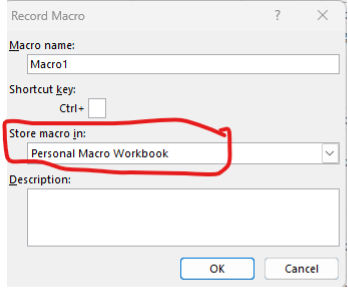 Record Macro
Macro name:
Macro1
Shortcut key:
Ctrl+
Store macro in:
Personal Macro Workbook
Description:
OK Cancel